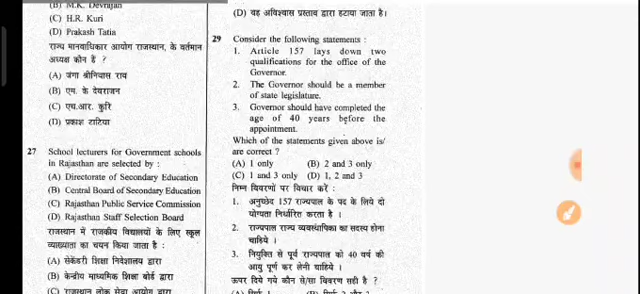 (B) M.K. Devrajan
(C) H.R. Kuri
(D) Prakash Tatia
राज्य मानवाधिकार आयोग राजस्थान, के वर्तमान
अध्यक्ष कौन हैं ?
(A) जंगा श्रीनिवास राव
(B) एम. के देवराजन
(C) एच.आर. कुरि
(D) प्रकाश टाटिया
27 School lecturers for Government schools
in Rajasthan are selected by :
(A) Directorate of Secondary Education
(B) Central Board of Secondary Education
(C) Rajasthan Public Service Commission
(D) Rajasthan Staff Selection Board
राजस्थान में राजकीय विद्यालयों के लिए स्कूल
व्याख्याता का चयन किया जाता है :
(A) सेकेंडरी शिक्षा निदेशालय द्वारा
(B) केन्द्रीय माध्यमिक शिक्षा बोर्ड द्वारा
(C) राजस्थान लोक सेवा आयोग द्वारा
(D) वह अविश्वास प्रस्ताव द्वारा हटाया जाता है।
29 Consider the following statements :
1. Article 157 lays down two
qualifications for the office of the
Governor.
2. The Governor should be a member
of state legislature.
3. Governor should have completed the
age of 40 years before the
appointment.
Which of the statements given above is/
are correct ?
(A) 1 only (B) 2 and 3 only
(C) 1 and 3 only (D) 1, 2 and 3
निम्न विवरणों पर विचार करें :
1. अनुच्छेद 157 राज्यपाल के पद के लिये दो
योग्यता निर्धारित करता है ।
2. राज्यपाल राज्य व्यवस्थापिका का सदस्य होना
चाहिये ।
3. नियुक्ति से पूर्व राज्यपाल को 40 वर्ष की
आयु पूर्ण कर लेनी चाहिये ।
ऊपर दिये गये कौन से/सा विवरण सही है ?